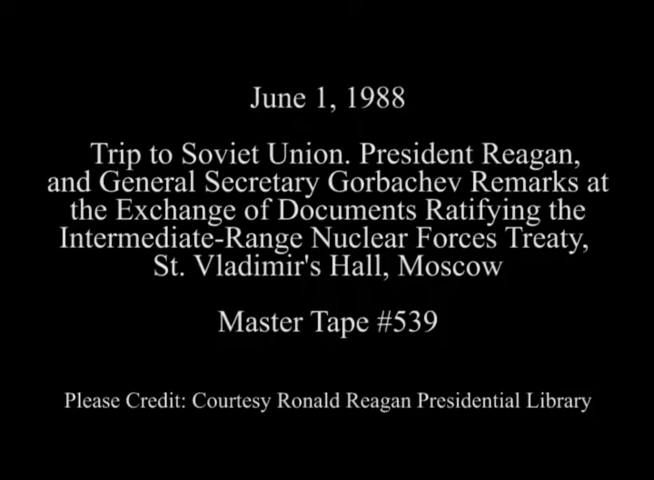 June 1, 1988
Trip to Soviet Union. President Reagan,
and General Secretary Gorbachev Remarks at
the Exchange of Documents Ratifying the
Intermediate-Range Nuclear Forces Treaty,
St. Vladimir's Hall, Moscow
Master Tape #539
Please Credit: Courtesy Ronald Reagan Presidential Library